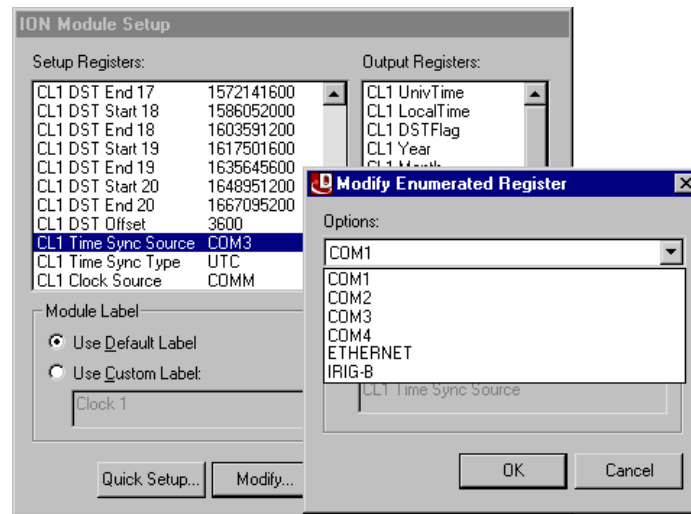 ION Module Setup
Setup Registers:
Output Registers:
CL1 DST End 17 1572141600
CL1 DST Start 18 1586052000
CL1 DST End 18 1603591200
CL1 DST Start 19 1617501600
CL1 DST End 19 1635645600
CL1 DST Start 20 1648951200
CL1 DST End 20 1667095200
CL1 DST Offset 3600
CL1 Time Sync Source COM3
CL1 Time Sync Type UTC
CL1 Clock Source COMM
CL1 UnivTime
CL1 LocalTime
CL1 DSTFlag
CL1 Year
CL1 Month
Module Label
Use Default Label
Use Custom Label:
Clock 1
Quick Setup...
Modify...
Modify Enumerated Register
Options:
COM1
COM1
COM2
COM3
COM4
ETHERNET
IRIG-B
CL1 Time Sync Source
OK
Cancel